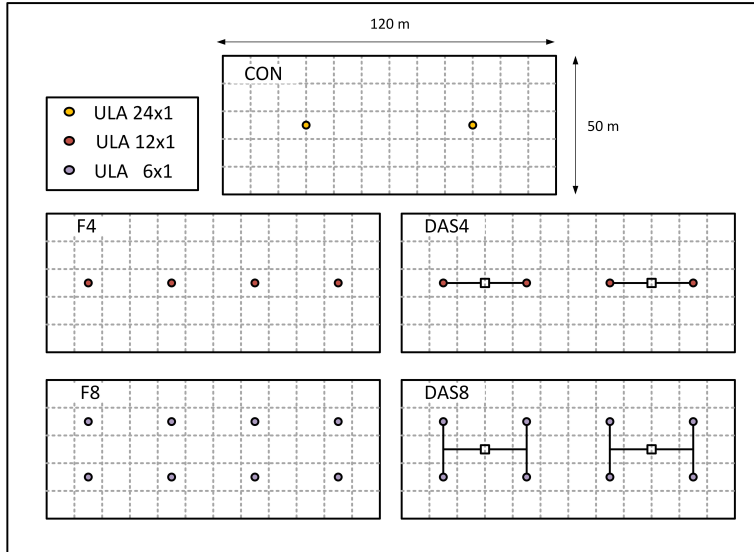 120 m
CON
50 m
ULA 24x1
ULA 12x1
ULA 6x1
F4
DAS4
F8
DAS8